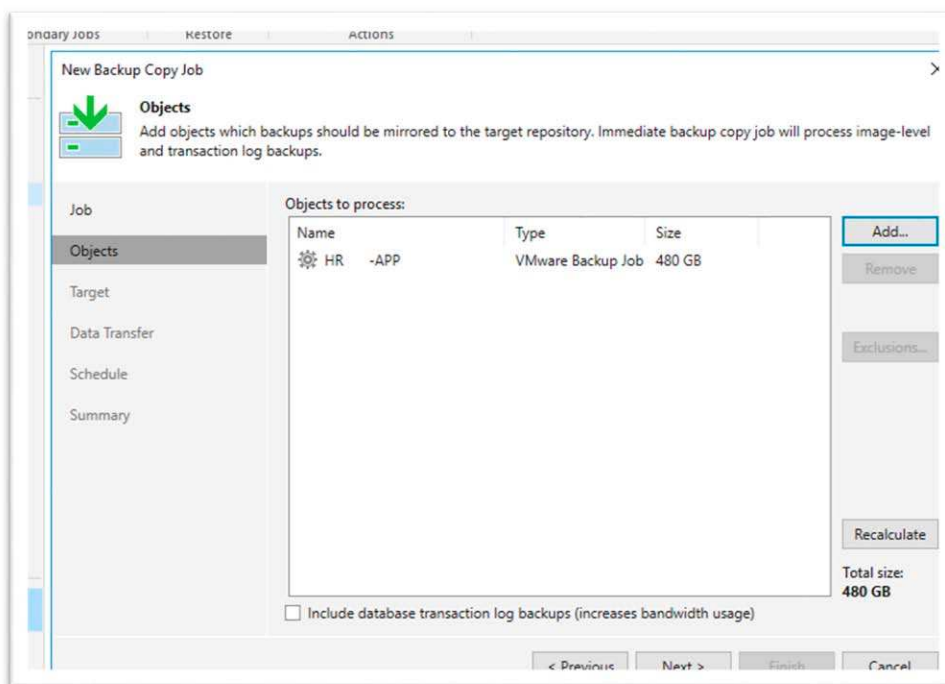 ondary Jobs Restore Actions
New Backup Copy Job
Objects
Add objects which backups should be mirrored to the target repository. Immediate backup copy job will process image-level
and transaction log backups.
Job
Objects
Target
Data Transfer
Schedule
Summary
Objects to process:
Name Type Size
HR -APP VMware Backup Job 480 GB
Add...
Remove
Exclusions...
Recalculate
Total size:
480 GB
Include database transaction log backups (increases bandwidth usage)
< Previous Next > Finish Cancel